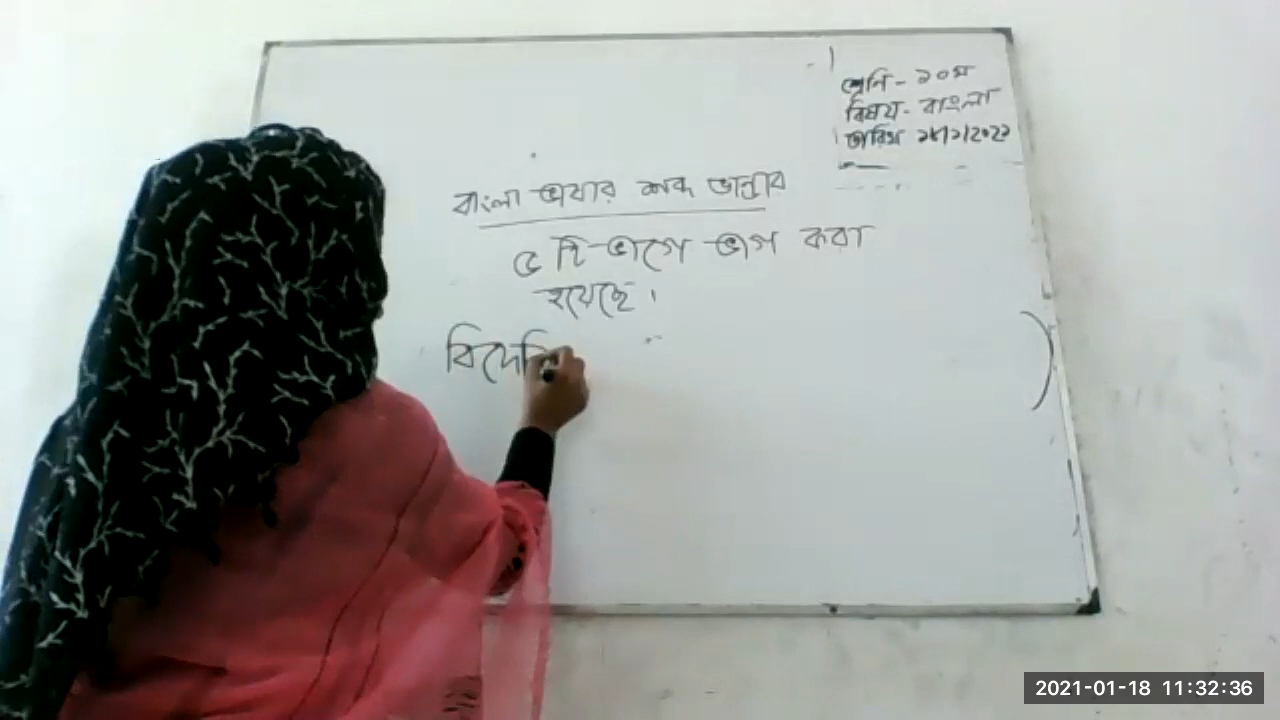 শ্রেণি - ১০ম
বিষয় - বাংলা
তারিখ ১৮/১/২০২১
বাংলা ভাষার শব্দ ভান্ডার
৫ টি ভাগে ভাগ করা
হয়েছে।
বিদেশি
2021-01-18 11:32:36